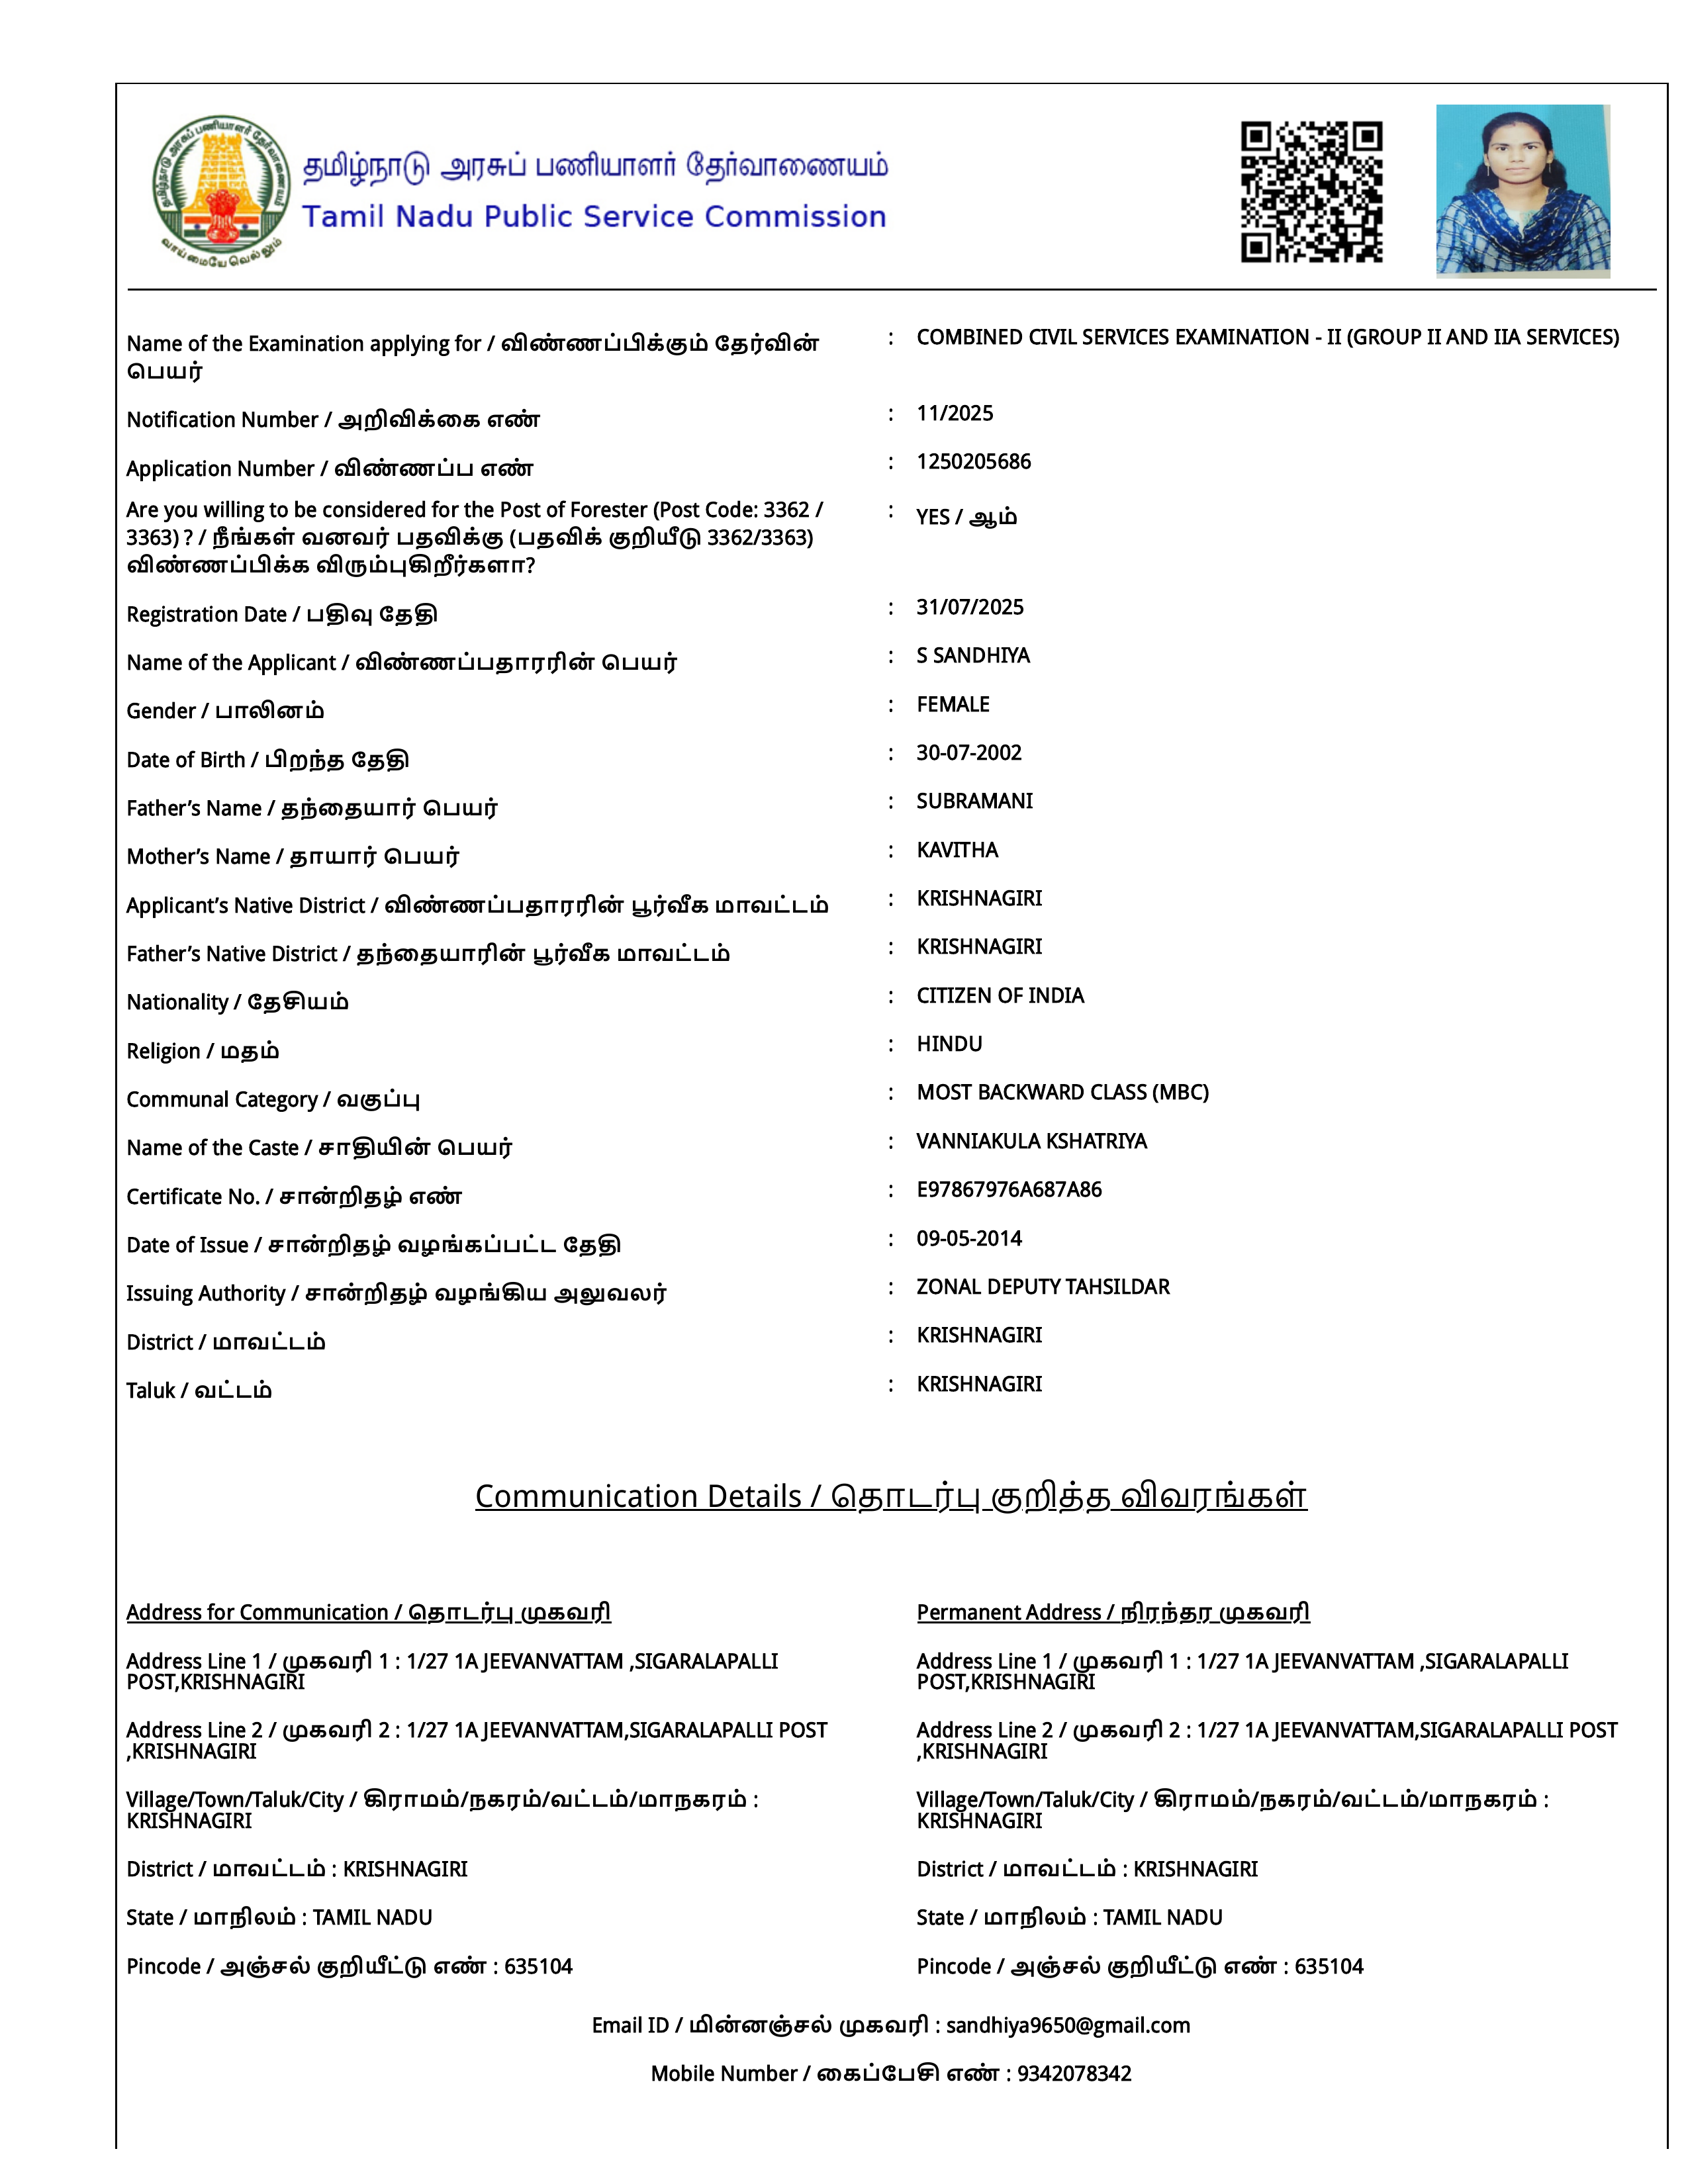 தமிழ்நாடு அரசுப் பணியாளர் தேர்வாணையம்
தமிழ்நாடு அரசுப் பணியாளர் தேர்வாணையம்
Tamil Nadu Public Service Commission
வாய்மையே வெல்லும்
Name of the Examination applying for / விண்ணப்பிக்கும் தேர்வின் : COMBINED CIVIL SERVICES EXAMINATION - II (GROUP II AND IIA SERVICES)
பெயர்
Notification Number / அறிவிக்கை எண் : 11/2025
Application Number / விண்ணப்ப எண் : 1250205686
Are you willing to be considered for the Post of Forester (Post Code: 3362 / : YES / ஆம்
3363) ? / நீங்கள் வனவர் பதவிக்கு (பதவிக் குறியீடு 3362/3363)
விண்ணப்பிக்க விரும்புகிறீர்களா?
Registration Date / பதிவு தேதி : 31/07/2025
Name of the Applicant / விண்ணப்பதாரரின் பெயர் : S SANDHIYA
Gender / பாலினம் : FEMALE
Date of Birth / பிறந்த தேதி : 30-07-2002
Father’s Name / தந்தையார் பெயர் : SUBRAMANI
Mother’s Name / தாயார் பெயர் : KAVITHA
Applicant’s Native District / விண்ணப்பதாரரின் பூர்வீக மாவட்டம் : KRISHNAGIRI
Father’s Native District / தந்தையாரின் பூர்வீக மாவட்டம் : KRISHNAGIRI
Nationality / தேசியம் : CITIZEN OF INDIA
Religion / மதம் : HINDU
Communal Category / வகுப்பு : MOST BACKWARD CLASS (MBC)
Name of the Caste / சாதியின் பெயர் : VANNIAKULA KSHATRIYA
Certificate No. / சான்றிதழ் எண் : E97867976A687A86
Date of Issue / சான்றிதழ் வழங்கப்பட்ட தேதி : 09-05-2014
Issuing Authority / சான்றிதழ் வழங்கிய அலுவலர் : ZONAL DEPUTY TAHSILDAR
District / மாவட்டம் : KRISHNAGIRI
Taluk / வட்டம் : KRISHNAGIRI
Communication Details / தொடர்பு குறித்த விவரங்கள்
Address for Communication / தொடர்பு முகவரி
Address Line 1 / முகவரி 1 : 1/27 1A JEEVANVATTAM ,SIGARALAPALLI
POST,KRISHNAGIRI
Address Line 2 / முகவரி 2 : 1/27 1A JEEVANVATTAM,SIGARALAPALLI POST
,KRISHNAGIRI
Village/Town/Taluk/City / கிராமம்/நகரம்/வட்டம்/மாநகரம் :
KRISHNAGIRI
District / மாவட்டம் : KRISHNAGIRI
State / மாநிலம் : TAMIL NADU
Pincode / அஞ்சல் குறியீட்டு எண் : 635104
Permanent Address / நிரந்தர முகவரி
Address Line 1 / முகவரி 1 : 1/27 1A JEEVANVATTAM ,SIGARALAPALLI
POST,KRISHNAGIRI
Address Line 2 / முகவரி 2 : 1/27 1A JEEVANVATTAM,SIGARALAPALLI POST
,KRISHNAGIRI
Village/Town/Taluk/City / கிராமம்/நகரம்/வட்டம்/மாநகரம் :
KRISHNAGIRI
District / மாவட்டம் : KRISHNAGIRI
State / மாநிலம் : TAMIL NADU
Pincode / அஞ்சல் குறியீட்டு எண் : 635104
Email ID / மின்னஞ்சல் முகவரி : sandhiya9650@gmail.com
Mobile Number / கைப்பேசி எண் : 9342078342